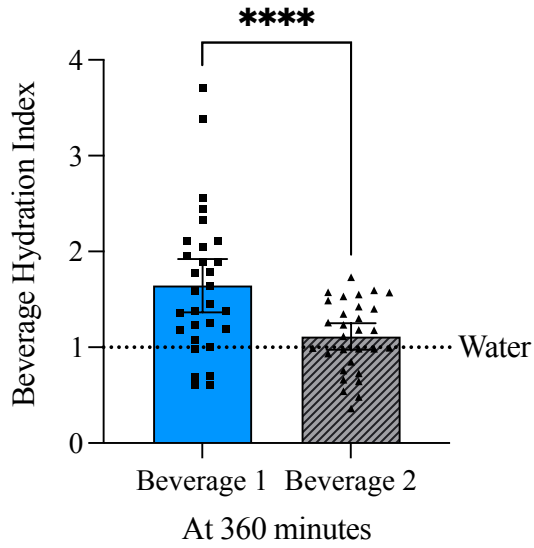 ****
Beverage Hydration Index
4
3
2
1
0
Water
Beverage 1 Beverage 2
At 360 minutes